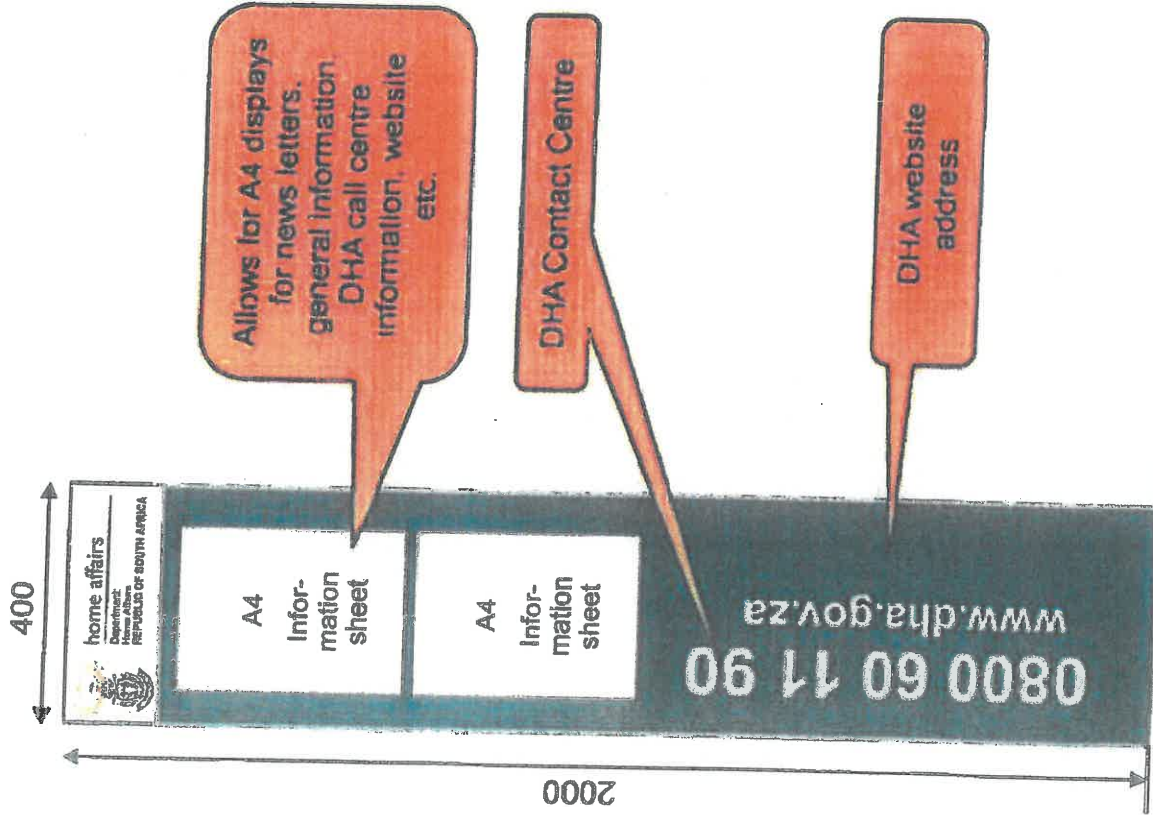 400
home affairs
Department:
Home Affairs
REPUBLIC OF SOUTH AFRICA
A4
Infor-
mation
sheet
A4
Infor-
mation
sheet
0800 60 11 90
www.dha.gov.za
2000
Allows for A4 displays
for news letters.
general information
DHA call centre
information, website
etc.
DHA Contact Centre
DHA website
address